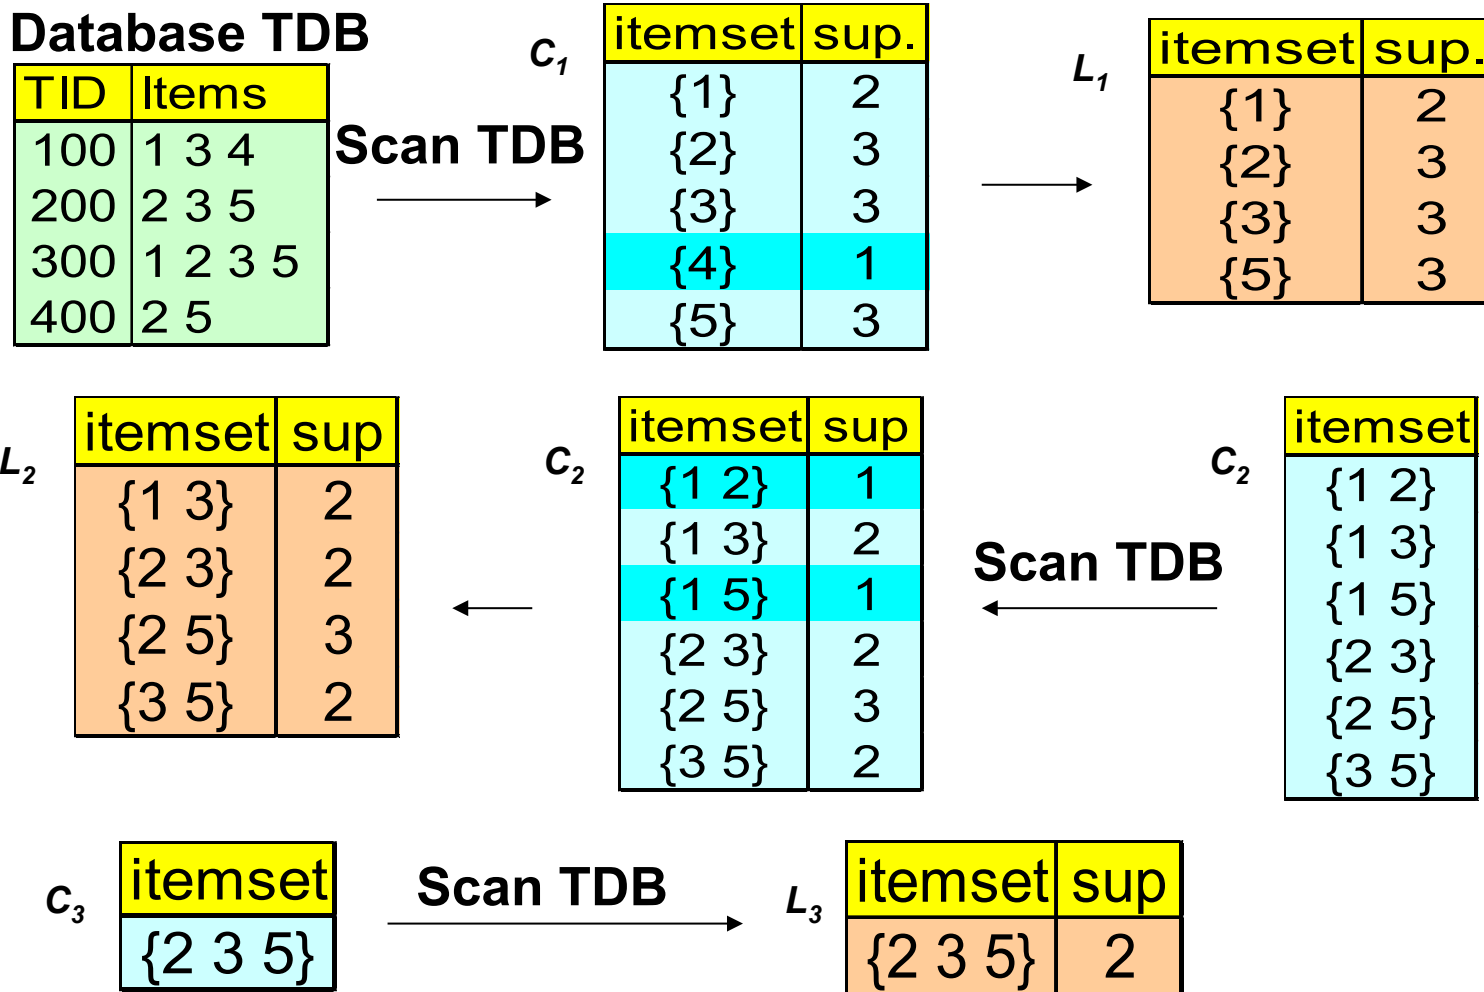 Database TDB
TID Items
100 1 3 4
200 2 3 5
300 1 2 3 5
400 2 5
Scan TDB
C1
itemset sup.
{1} 2
{2} 3
{3} 3
{4} 1
{5} 3
L1
itemset sup.
{1} 2
{2} 3
{3} 3
{5} 3
L2
itemset sup
{1 3} 2
{2 3} 2
{2 5} 3
{3 5} 2
C2
itemset sup
{1 2} 1
{1 3} 2
{1 5} 1
{2 3} 2
{2 5} 3
{3 5} 2
Scan TDB
C2
itemset
{1 2}
{1 3}
{1 5}
{2 3}
{2 5}
{3 5}
C3
itemset
{2 3 5}
Scan TDB
L3
itemset sup
{2 3 5} 2